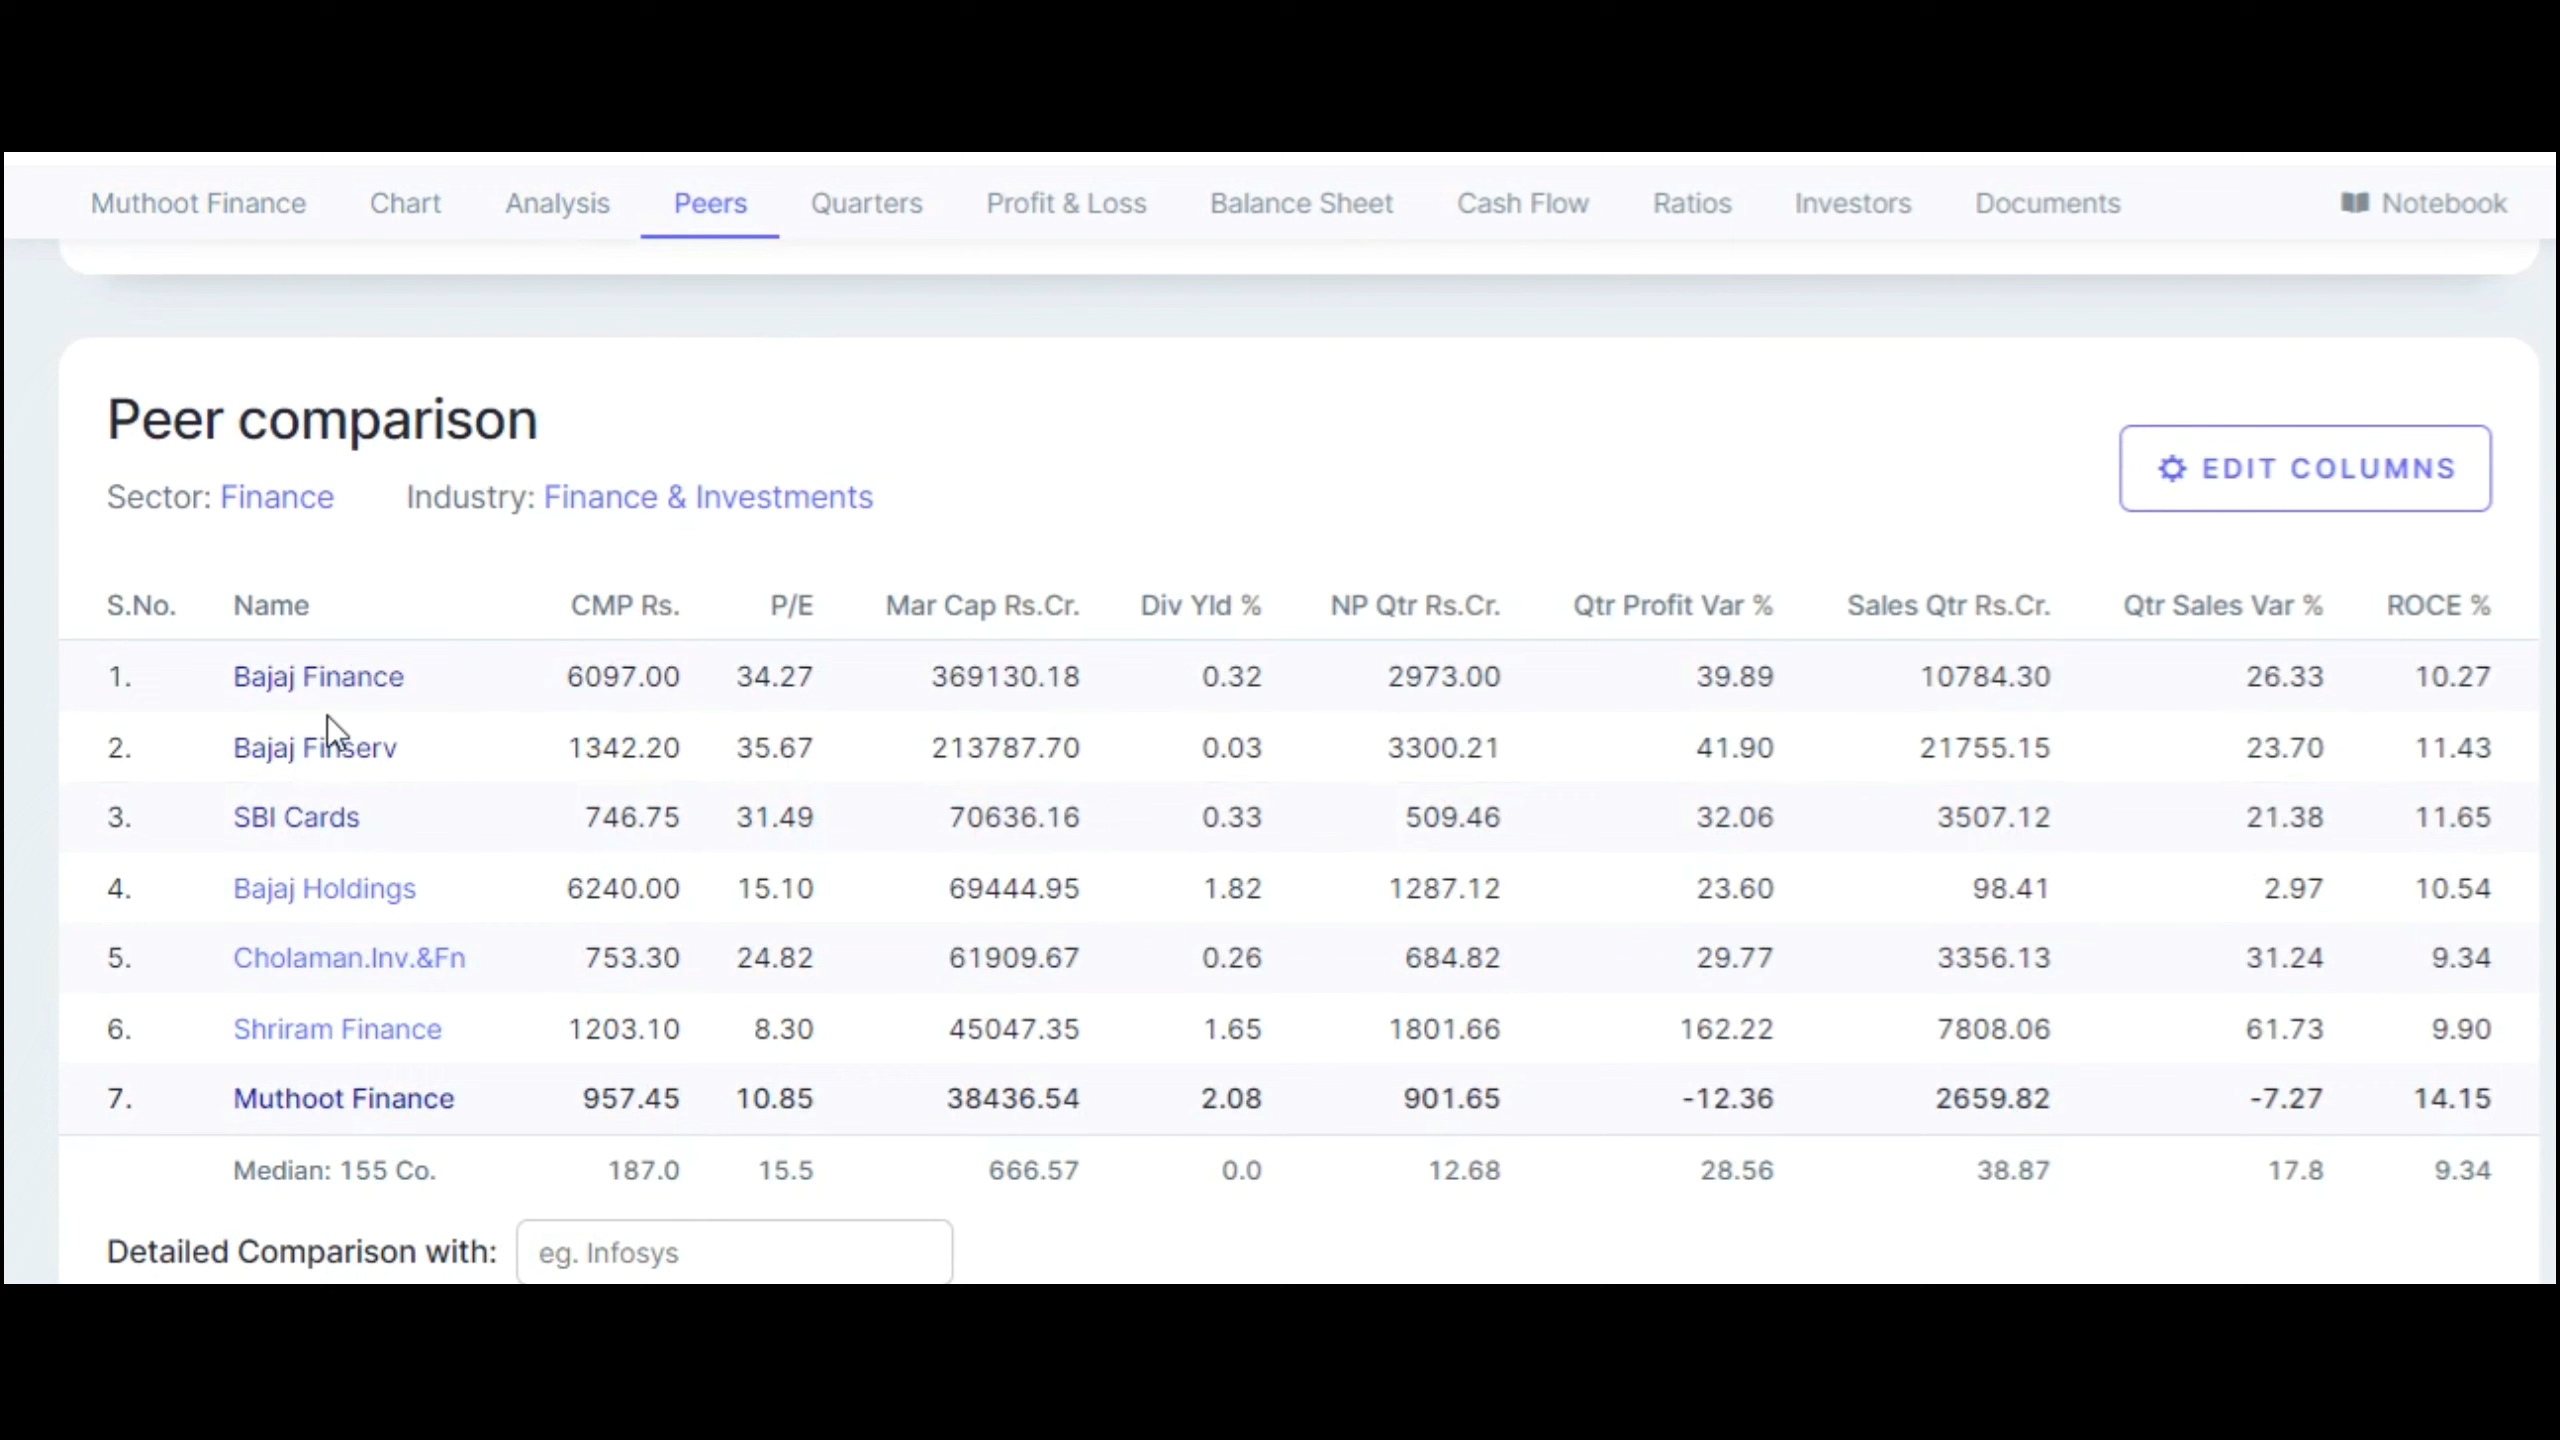 Muthoot Finance Chart Analysis Peers Quarters Profit & Loss Balance Sheet Cash Flow Ratios Investors Documents Notebook
Peer comparison
EDIT COLUMNS
Sector: Finance Industry: Finance & Investments
S.No. Name CMP Rs. P/E Mar Cap Rs.Cr. Div Yld % NP Qtr Rs.Cr. Qtr Profit Var % Sales Qtr Rs.Cr. Qtr Sales Var % ROCE %
1. Bajaj Finance 6097.00 34.27 369130.18 0.32 2973.00 39.89 10784.30 26.33 10.27
2. Bajaj Finserv 1342.20 35.67 213787.70 0.03 3300.21 41.90 21755.15 23.70 11.43
3. SBI Cards 746.75 31.49 70636.16 0.33 509.46 32.06 3507.12 21.38 11.65
4. Bajaj Holdings 6240.00 15.10 69444.95 1.82 1287.12 23.60 98.41 2.97 10.54
5. Cholaman.Inv.&Fn 753.30 24.82 61909.67 0.26 684.82 29.77 3356.13 31.24 9.34
6. Shriram Finance 1203.10 8.30 45047.35 1.65 1801.66 162.22 7808.06 61.73 9.90
7. Muthoot Finance 957.45 10.85 38436.54 2.08 901.65 -12.36 2659.82 -7.27 14.15
Median: 155 Co. 187.0 15.5 666.57 0.0 12.68 28.56 38.87 17.8 9.34
Detailed Comparison with: eg. Infosys